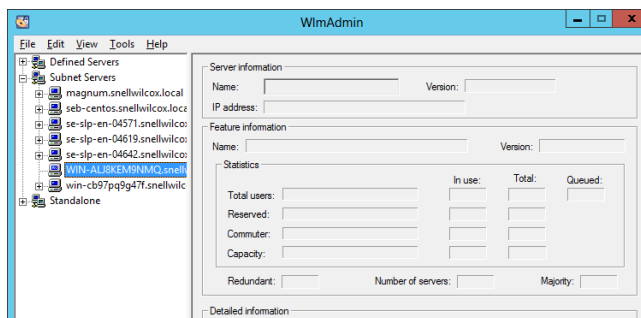 WlmAdmin
File Edit View Tools Help
Defined Servers
Subnet Servers
magnum.snellwilcox.local
seb-centos.snellwilcox.loca
se-slp-en-04571.snellwilco
se-slp-en-04619.snellwilco
se-slp-en-04642.snellwilco
WIN-ALJ8KEM9NMQ.snell
win-cb97pq9g47f.snellwilc
Standalone
Server information
Name: Version:
IP address:
Feature information
Name: Version:
Statistics
In use: Total: Queued:
Total users:
Reserved:
Commuter:
Capacity:
Redundant: Number of servers: Majority:
Detailed information